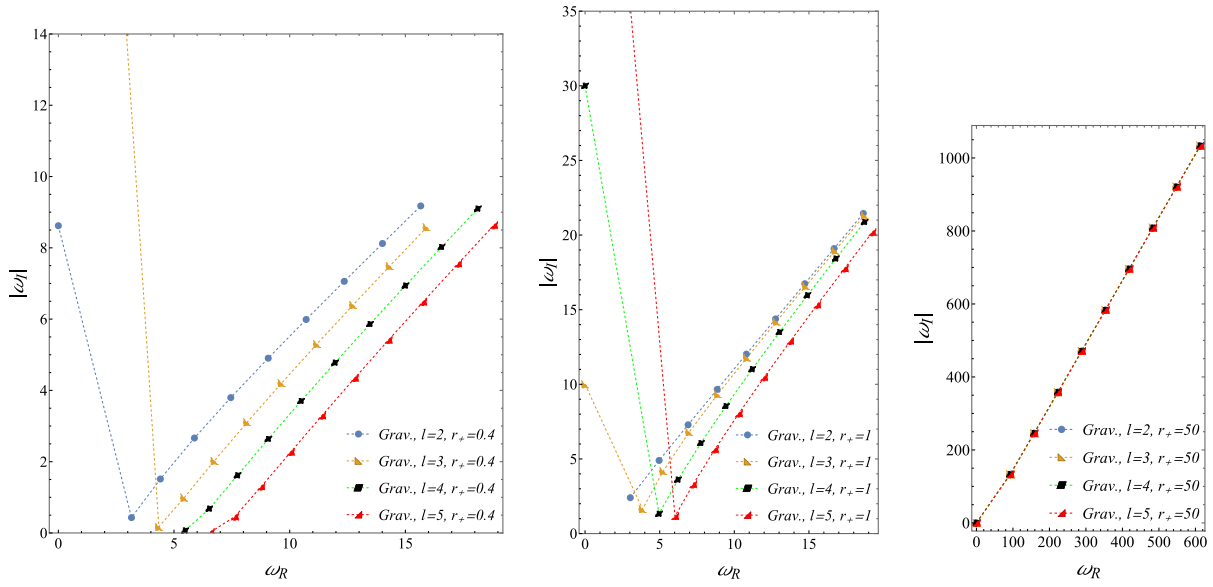 14
12
10
8
6
4
2
0
|ω_I|
0
5
10
15
ω_R
Grav., l=2, r_+=0.4
Grav., l=3, r_+=0.4
Grav., l=4, r_+=0.4
Grav., l=5, r_+=0.4
35
30
25
20
15
10
5
0
|ω_I|
0
5
10
15
ω_R
Grav., l=2, r_+=1
Grav., l=3, r_+=1
Grav., l=4, r_+=1
Grav., l=5, r_+=1
1000
800
600
400
200
0
|ω_I|
0 100 200 300 400 500 600
ω_R
Grav., l=2, r_+=50
Grav., l=3, r_+=50
Grav., l=4, r_+=50
Grav., l=5, r_+=50